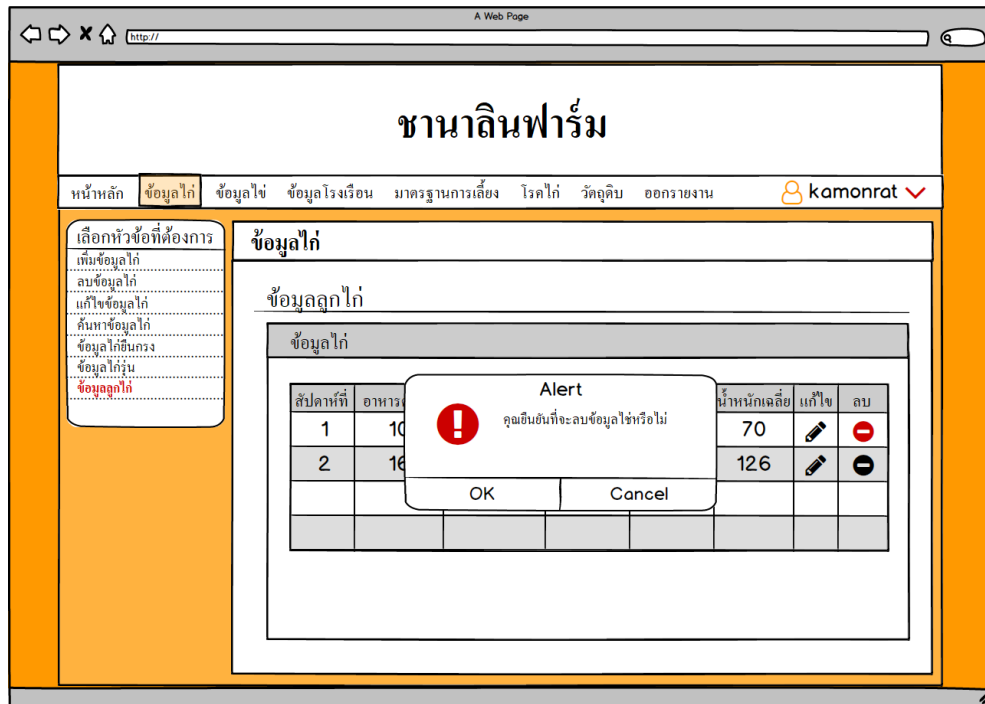 A Web Page
http://
ชานาลินฟาร์ม
หน้าหลัก ข้อมูลไก่ ข้อมูลไข่ ข้อมูลโรงเรือน มาตรฐานการเลี้ยง โรคไก่ วัตถุดิบ ออกรายงาน kamonrat
เลือกหัวข้อที่ต้องการ
เพิ่มข้อมูลไก่
ลบข้อมูลไก่
แก้ไขข้อมูลไก่
ค้นหาข้อมูลไก่
ข้อมูลไก่ยืนกรง
ข้อมูลไก่รุ่น
ข้อมูลลูกไก่
ข้อมูลไก่
ข้อมูลลูกไก่
ข้อมูลไก่
สัปดาห์ที่ น้ำหนักเฉลี่ย แก้ไข ลบ
1 70
2 126
Alert
คุณยืนยันที่จะลบข้อมูลใช่หรือไม่
OK Cancel